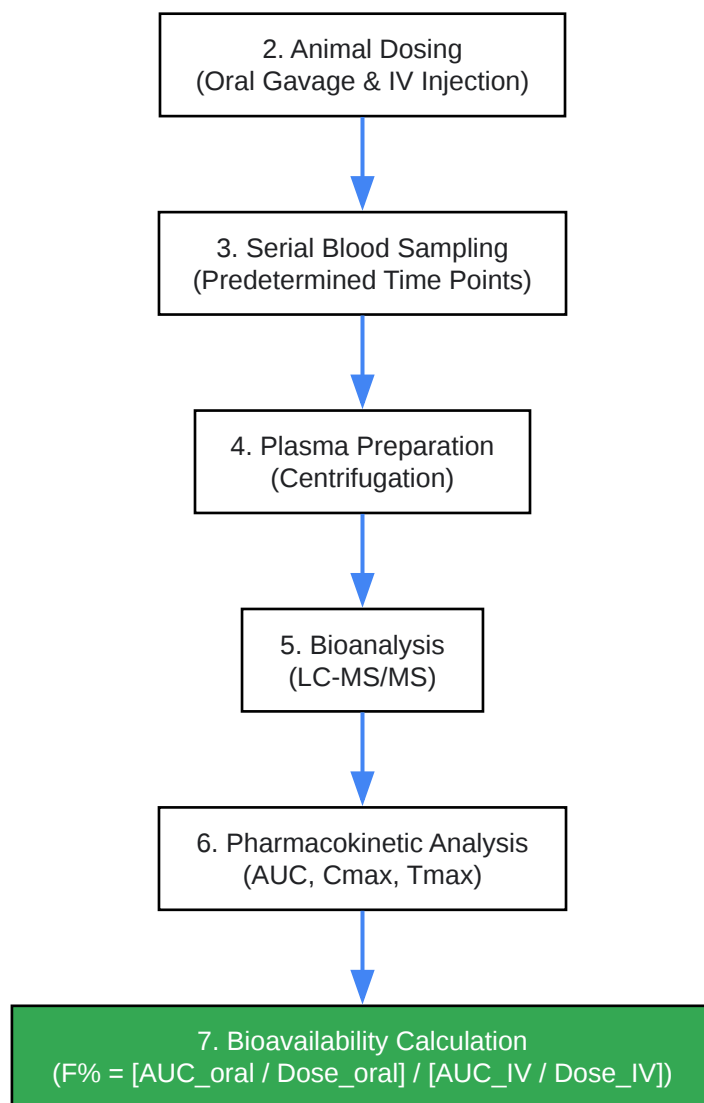 2. Animal Dosing
(Oral Gavage & IV Injection)
3. Serial Blood Sampling
(Predetermined Time Points)
4. Plasma Preparation
(Centrifugation)
5. Bioanalysis
(LC-MS/MS)
6. Pharmacokinetic Analysis
(AUC, Cmax, Tmax)
7. Bioavailability Calculation
(F% = [AUC_oral / Dose_oral] / [AUC_IV / Dose_IV])